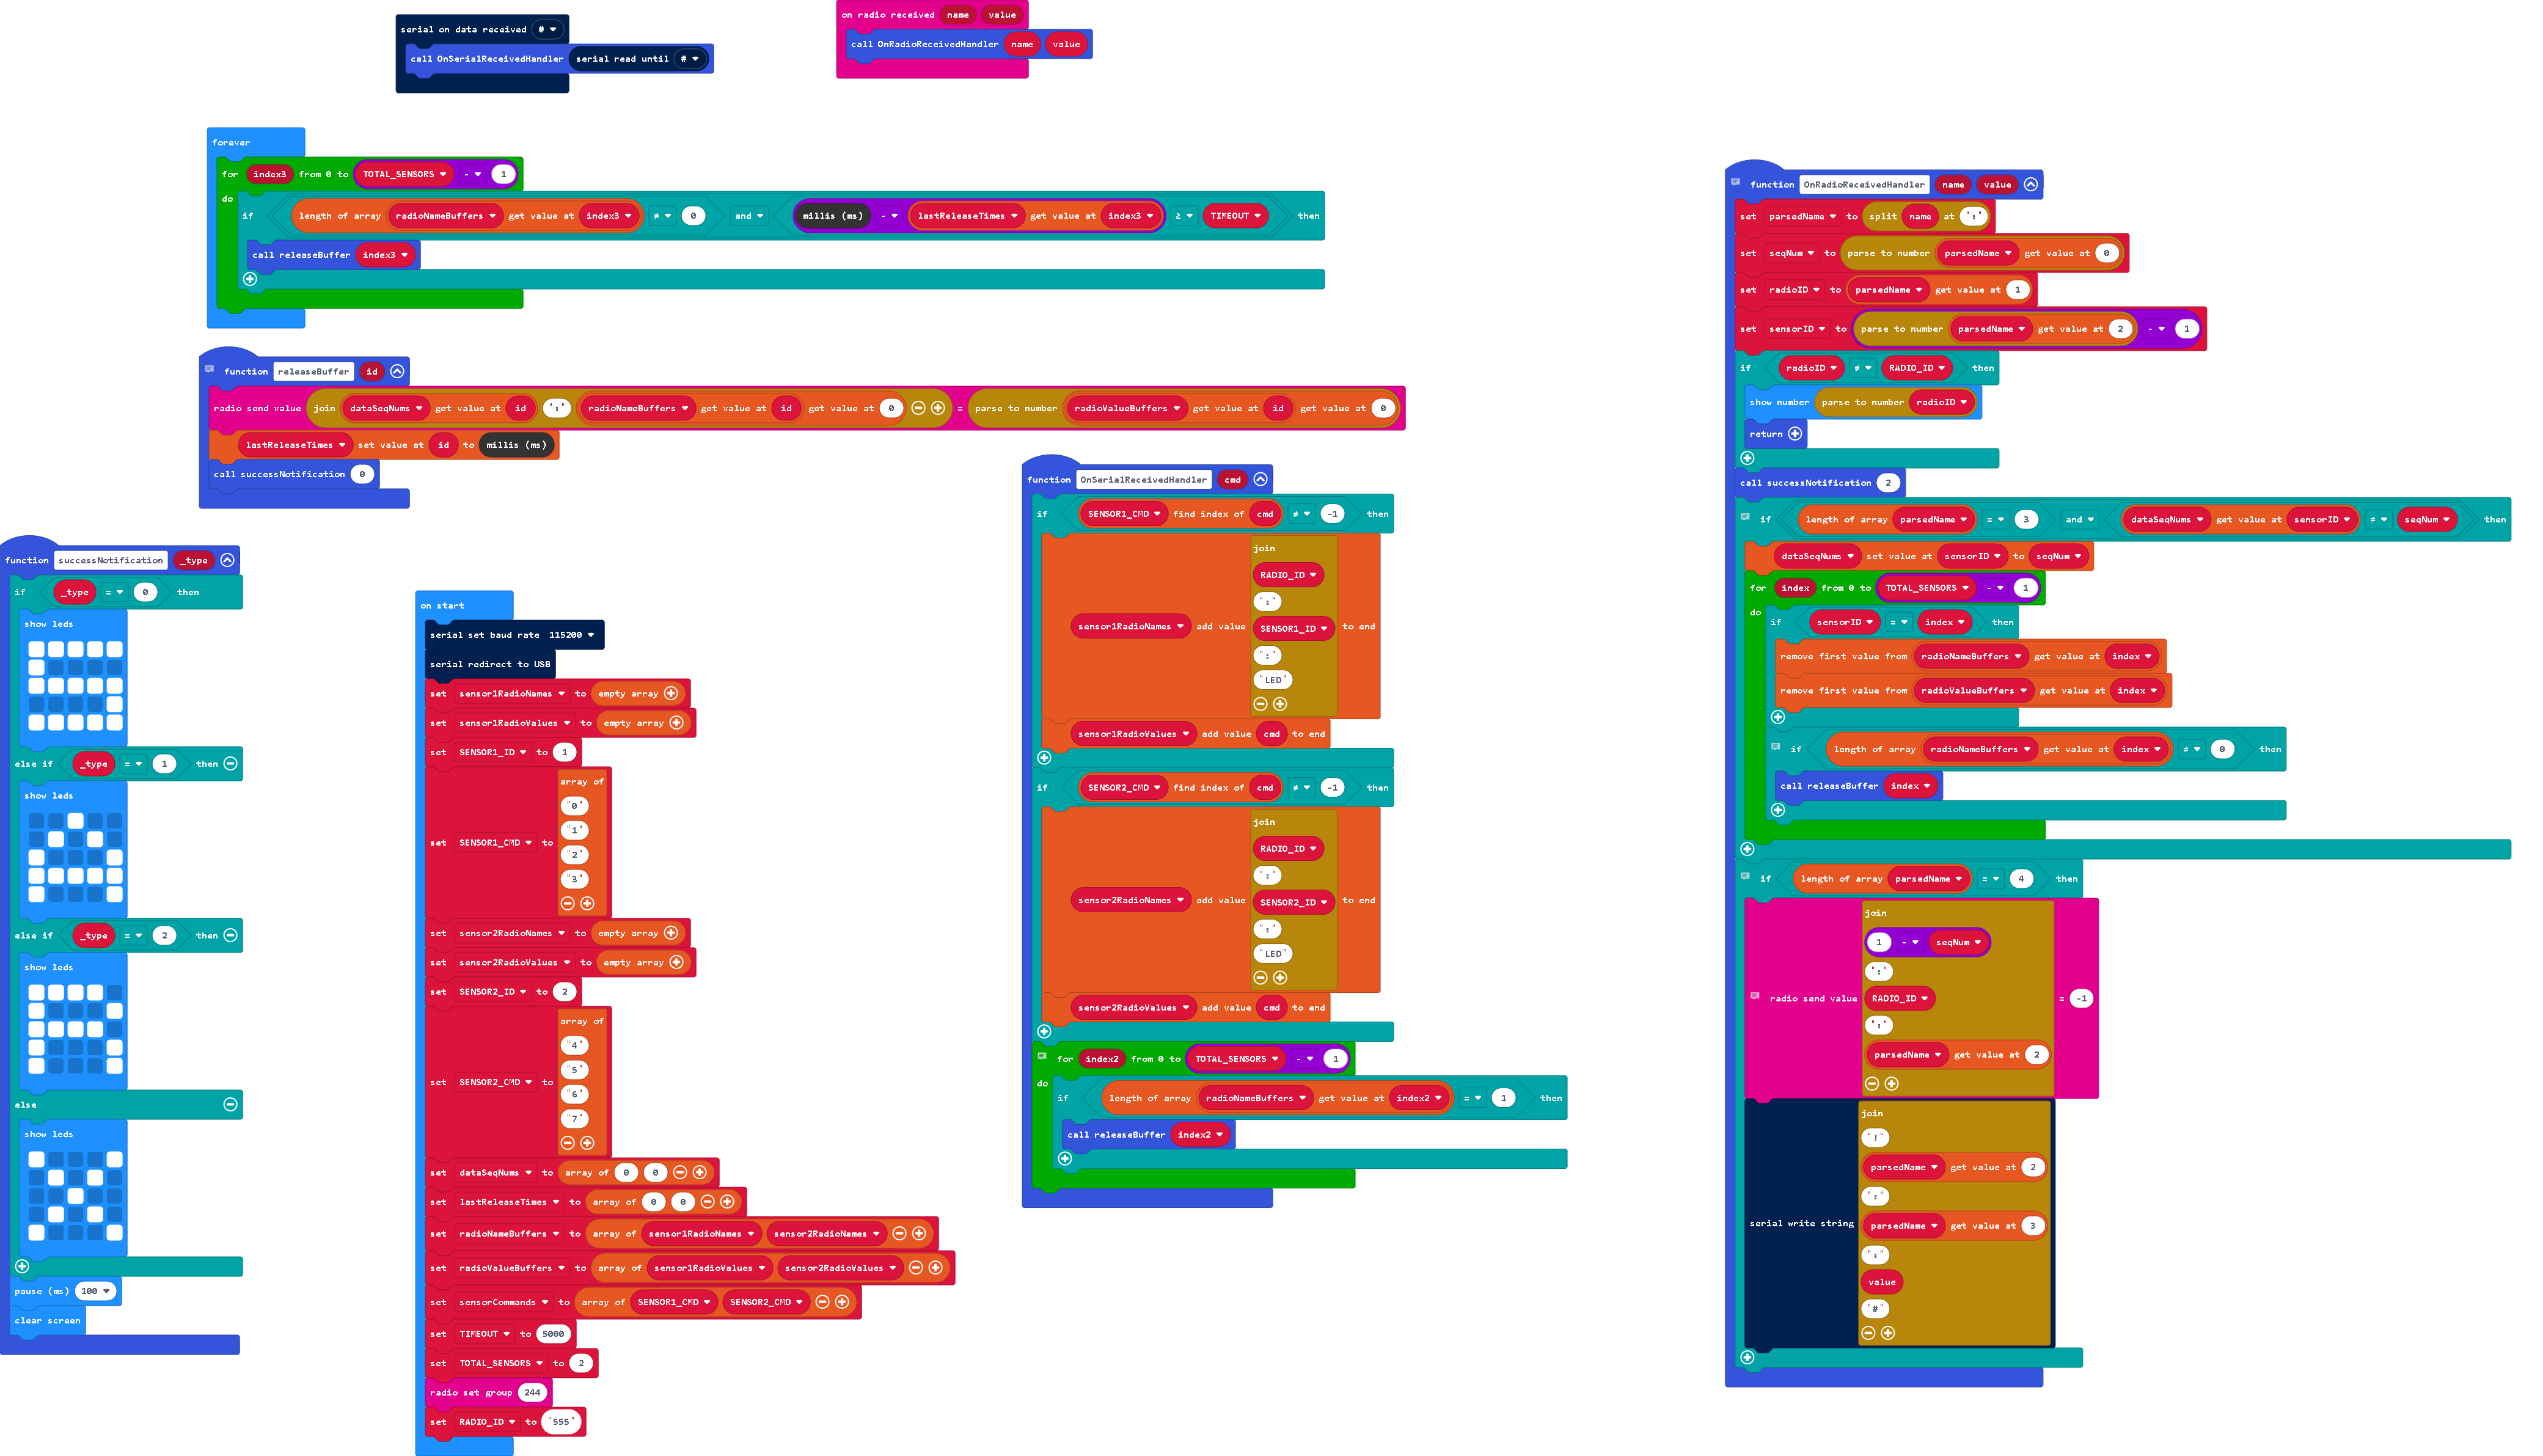 serial on data received #
call OnSerialReceivedHandler serial read until #
on radio received name value
call OnRadioReceivedHandler name value
forever
for index3 from 0 to TOTAL_SENSORS - 1
do
if length of array radioNameBuffers get value at index3 ≠ 0 and millis (ms) - lastReleaseTimes get value at index3 ≥ TIMEOUT then
call releaseBuffer index3
function releaseBuffer id
radio send value join dataSeqNums get value at id ":" radioNameBuffers get value at id get value at 0 = parse to number radioValueBuffers get value at id get value at 0
lastReleaseTimes set value at id to millis (ms)
call successNotification 0
function successNotification _type
if _type = 0 then
show leds
else if _type = 1 then
show leds
else if _type = 2 then
show leds
else
show leds
pause (ms) 100
clear screen
on start
serial set baud rate 115200
serial redirect to USB
set sensor1RadioNames to empty array
set sensor1RadioValues to empty array
set SENSOR1_ID to 1
array of
"0"
"1"
"2"
set SENSOR1_CMD to
"3"
set sensor2RadioNames to empty array
set sensor2RadioValues to empty array
set SENSOR2_ID to 2
array of
"4"
"5"
set SENSOR2_CMD to
"6"
"7"
set dataSeqNums to array of 0 0
set lastReleaseTimes to array of 0 0
set radioNameBuffers to array of sensor1RadioNames sensor2RadioNames
set radioValueBuffers to array of sensor1RadioValues sensor2RadioValues
set sensorCommands to array of SENSOR1_CMD SENSOR2_CMD
set TIMEOUT to 5000
set TOTAL_SENSORS to 2
radio set group 244
set RADIO_ID to "555"
function OnSerialReceivedHandler cmd
if SENSOR1_CMD find index of cmd ≠ -1 then
join
RADIO_ID
":"
sensor1RadioNames add value SENSOR1_ID to end
":"
"LED"
sensor1RadioValues add value cmd to end
if SENSOR2_CMD find index of cmd ≠ -1 then
join
RADIO_ID
":"
sensor2RadioNames add value SENSOR2_ID to end
":"
"LED"
sensor2RadioValues add value cmd to end
for index2 from 0 to TOTAL_SENSORS - 1
do
if length of array radioNameBuffers get value at index2 = 1 then
call releaseBuffer index2
function OnRadioReceivedHandler name value
set parsedName to split name at ":"
set seqNum to parse to number parsedName get value at 0
set radioID to parsedName get value at 1
set sensorID to parse to number parsedName get value at 2 - 1
if radioID ≠ RADIO_ID then
show number parse to number radioID
return
call successNotification 2
if length of array parsedName = 3 and dataSeqNums get value at sensorID ≠ seqNum then
dataSeqNums set value at sensorID to seqNum
for index from 0 to TOTAL_SENSORS - 1
do
if sensorID = index then
remove first value from radioNameBuffers get value at index
remove first value from radioValueBuffers get value at index
if length of array radioNameBuffers get value at index ≠ 0 then
call releaseBuffer index
if length of array parsedName = 4 then
join
1 - seqNum
":"
radio send value RADIO_ID = -1
":"
parsedName get value at 2
join
"!"
parsedName get value at 2
":"
serial write string parsedName get value at 3
":"
value
"#"